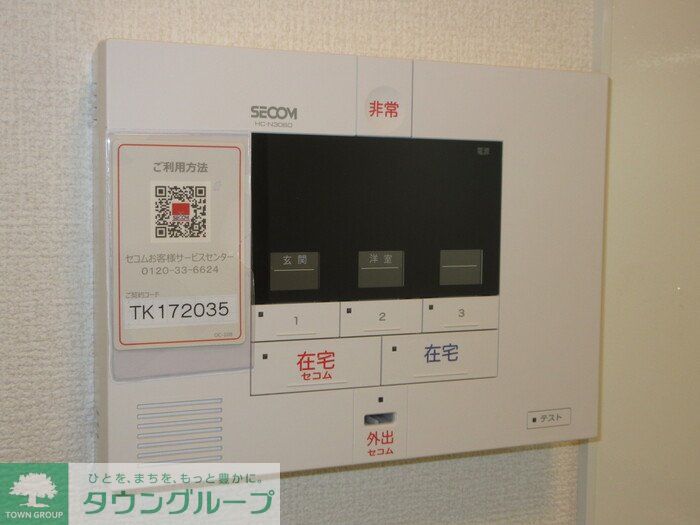 SECOM
HC-N3060
非常
電源
ご利用方法
セコムお客様サービスセンター
0120-33-6624
ご契約コード
TK172035
玄関
洋室
1
2
3
在宅
セコム
在宅
外出
セコム
テスト
ひとを、まちを、もっと豊かに。
タウングループ
TOWN GROUP